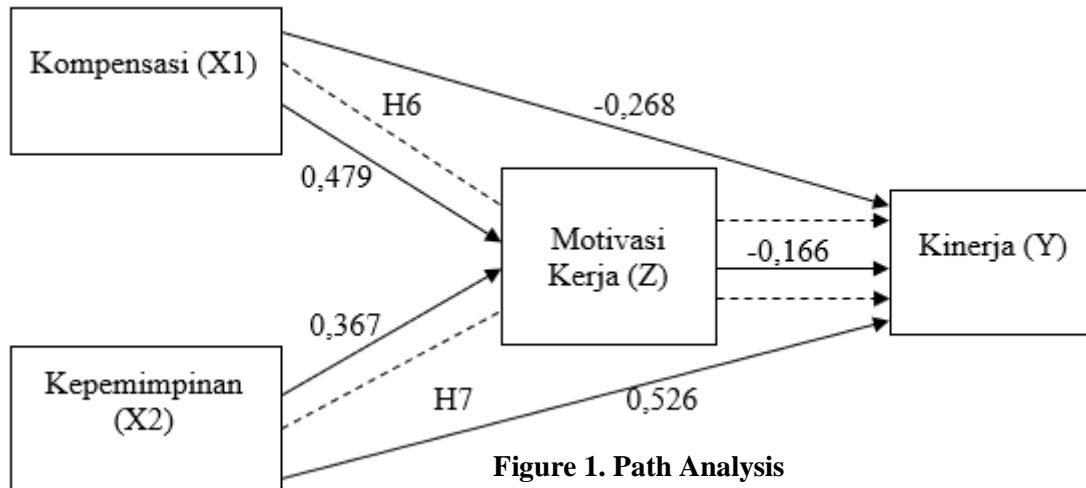 Kompensasi (X1)
H6
-0,268
0,479
Motivasi
Kerja (Z)
-0,166
Kinerja (Y)
0,367
Kepemimpinan
(X2)
H7
0,526
Figure 1. Path Analysis